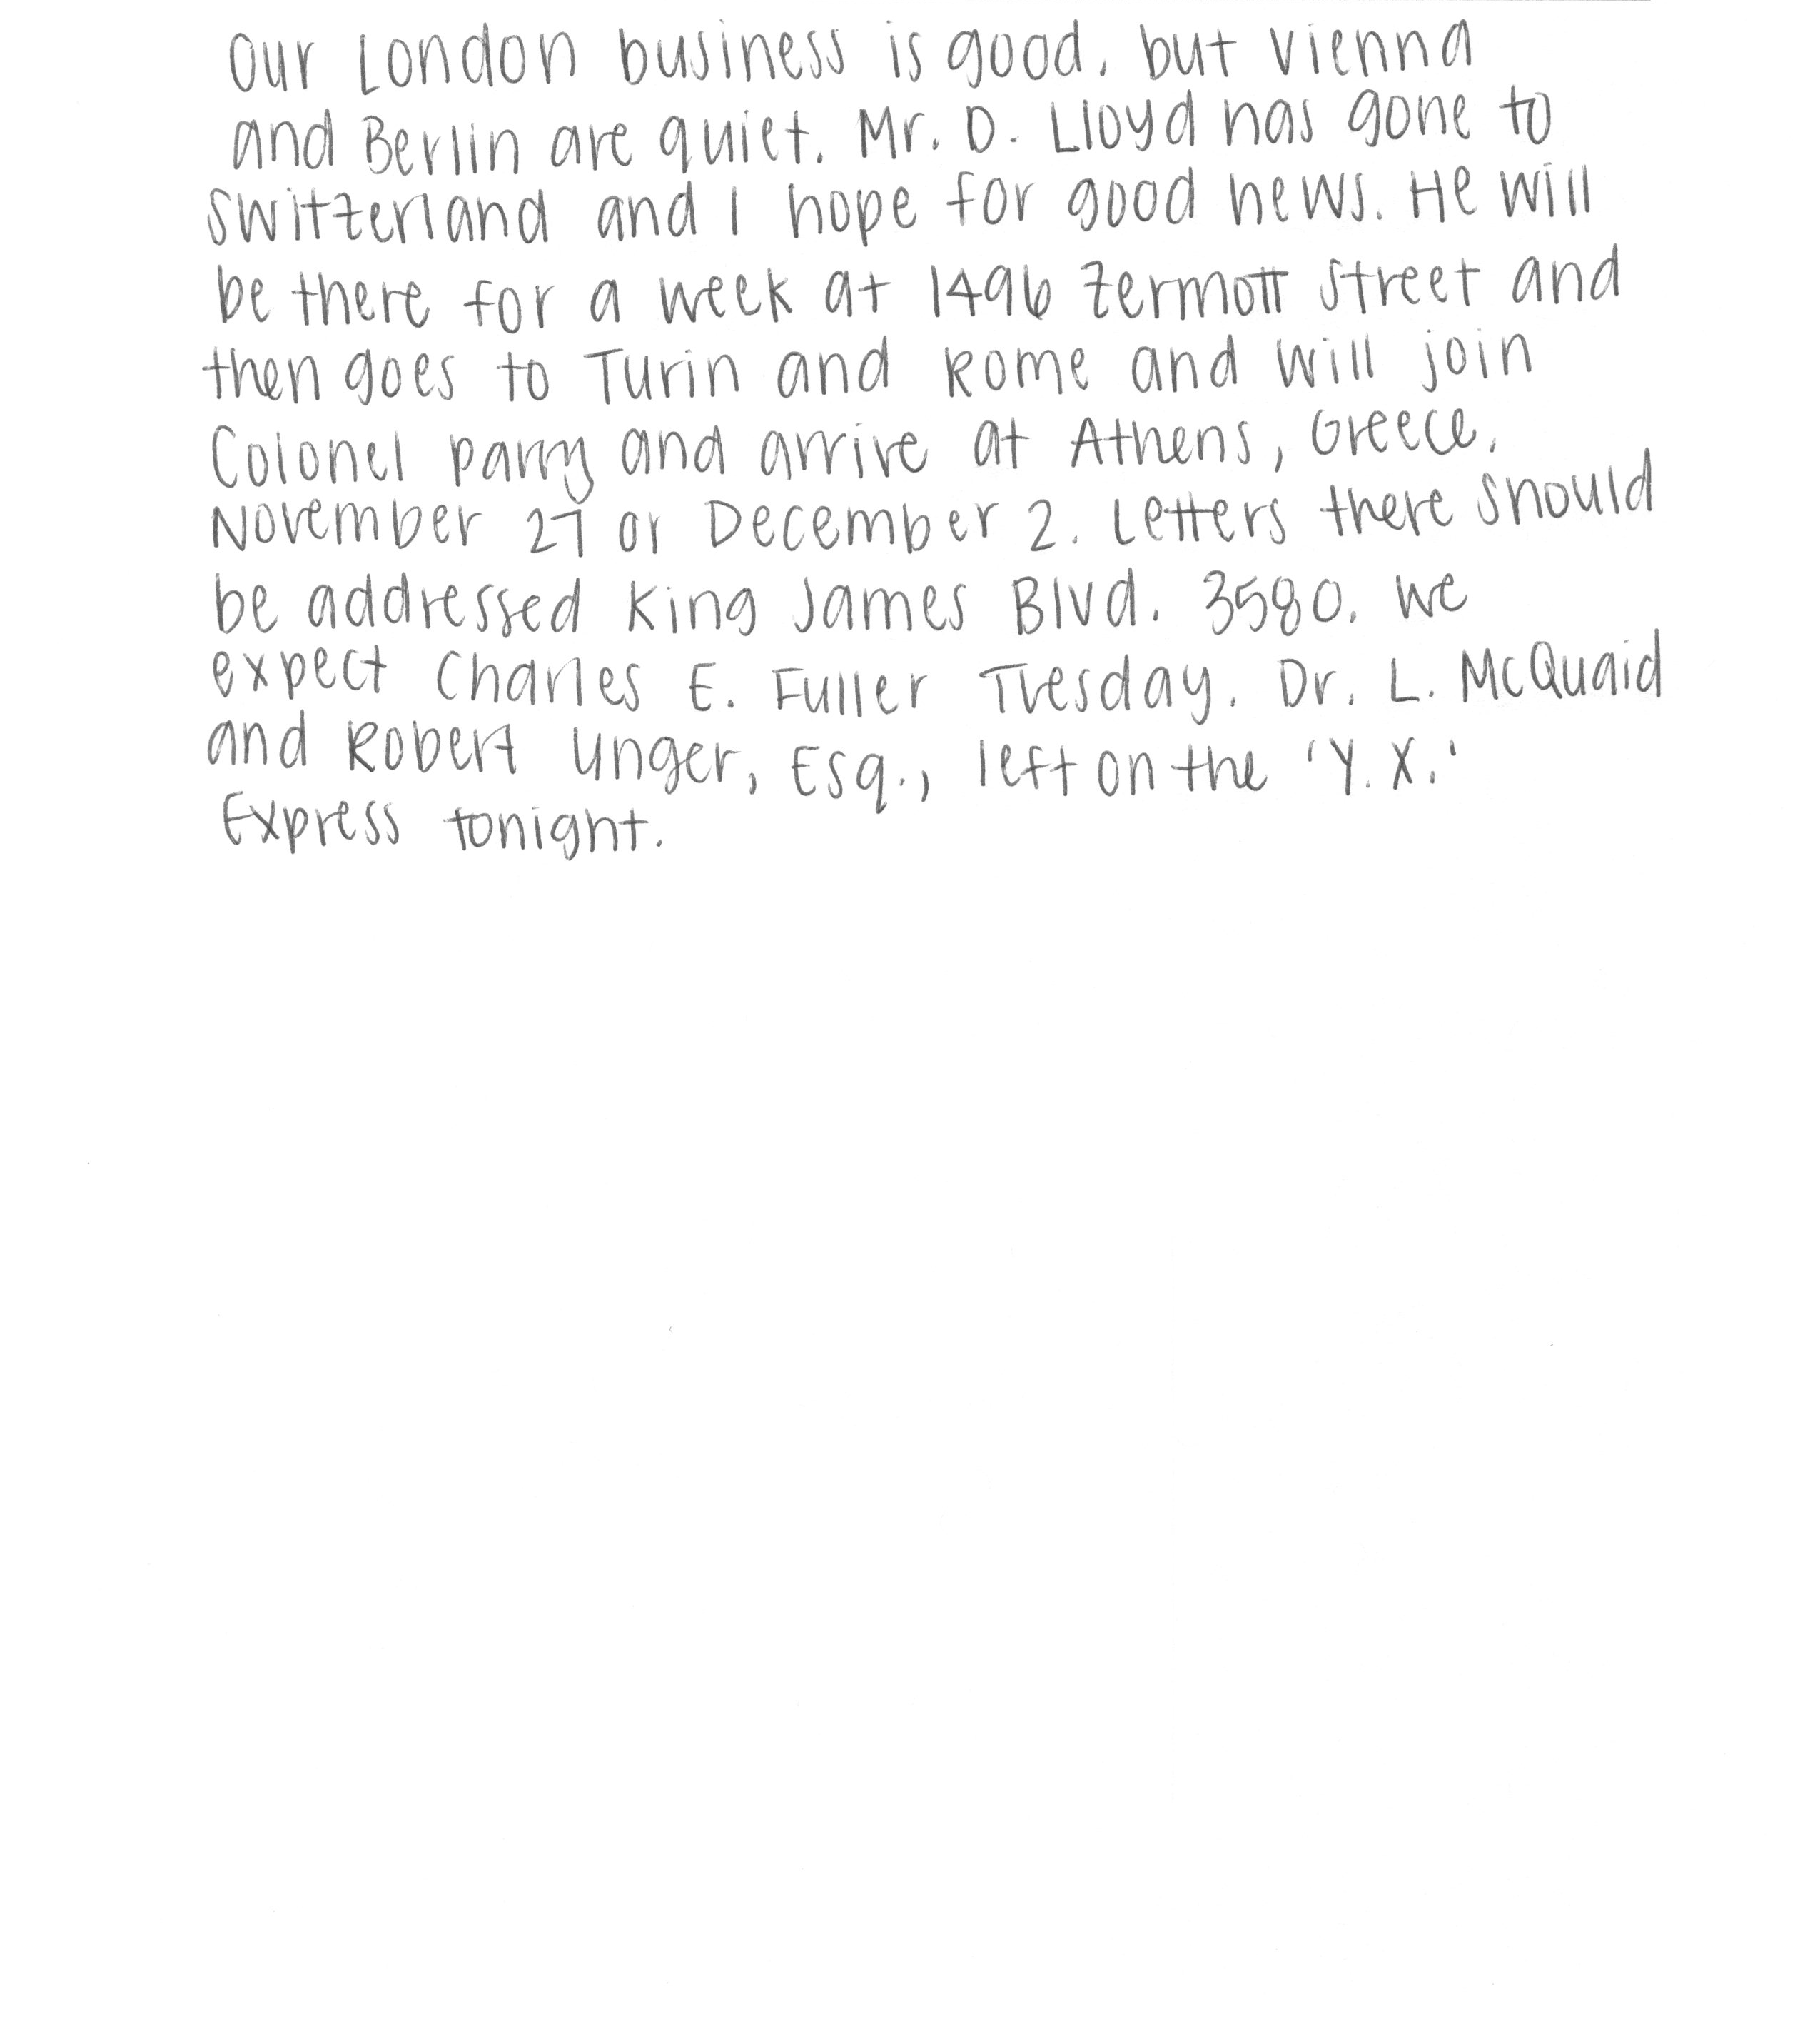 Our London business is good, but Vienna
and Berlin are quiet. Mr. D. Lloyd has gone to
Switzerland and I hope for good news. He will
be there for a week at 1496 Zermott Street and
then goes to Turin and Rome and will join
Colonel Parry and arrive at Athens, Greece,
November 27 or December 2. Letters there should
be addressed King James Blvd. 3580. We
expect Charles E. Fuller Tuesday. Dr. L. McQuaid
and Robert Unger, Esq., left on the 'Y.X.'
Express tonight.